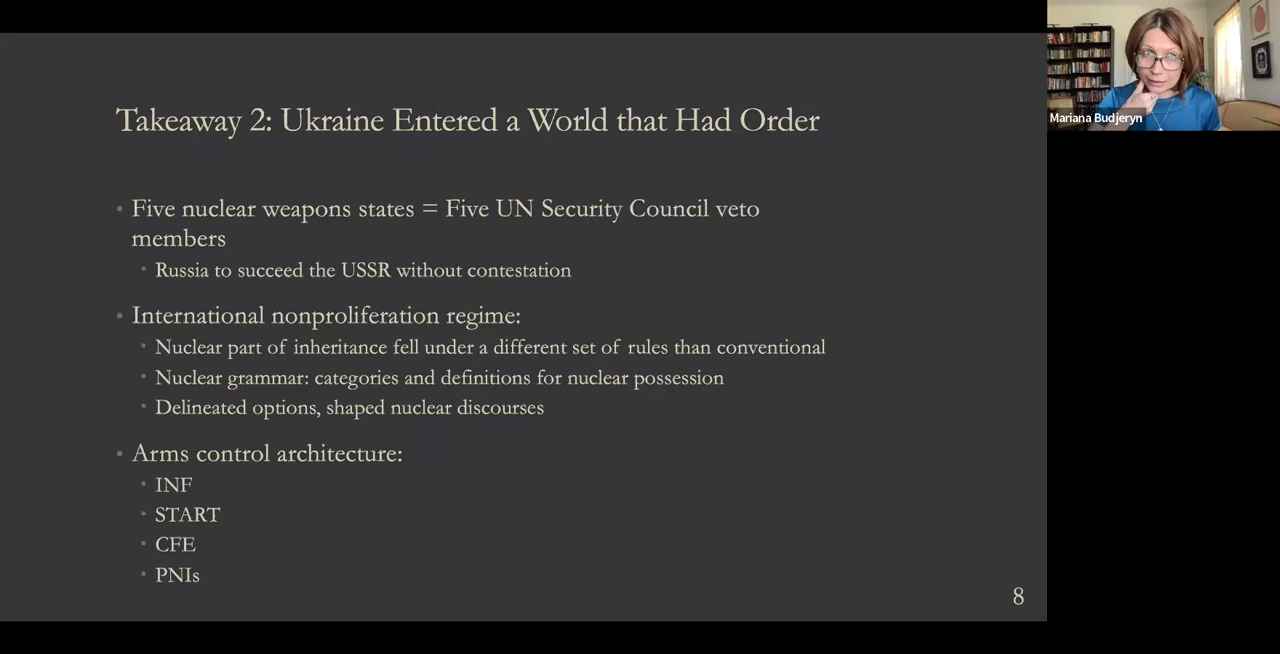 Takeaway 2: Ukraine Entered a World that Had Order
Five nuclear weapons states = Five UN Security Council veto
members
Russia to succeed the USSR without contestation
International nonproliferation regime:
Nuclear part of inheritance fell under a different set of rules than conventional
Nuclear grammar: categories and definitions for nuclear possession
Delineated options, shaped nuclear discourses
Arms control architecture:
INF
START
CFE
PNIs
8
Mariana Budjeryn